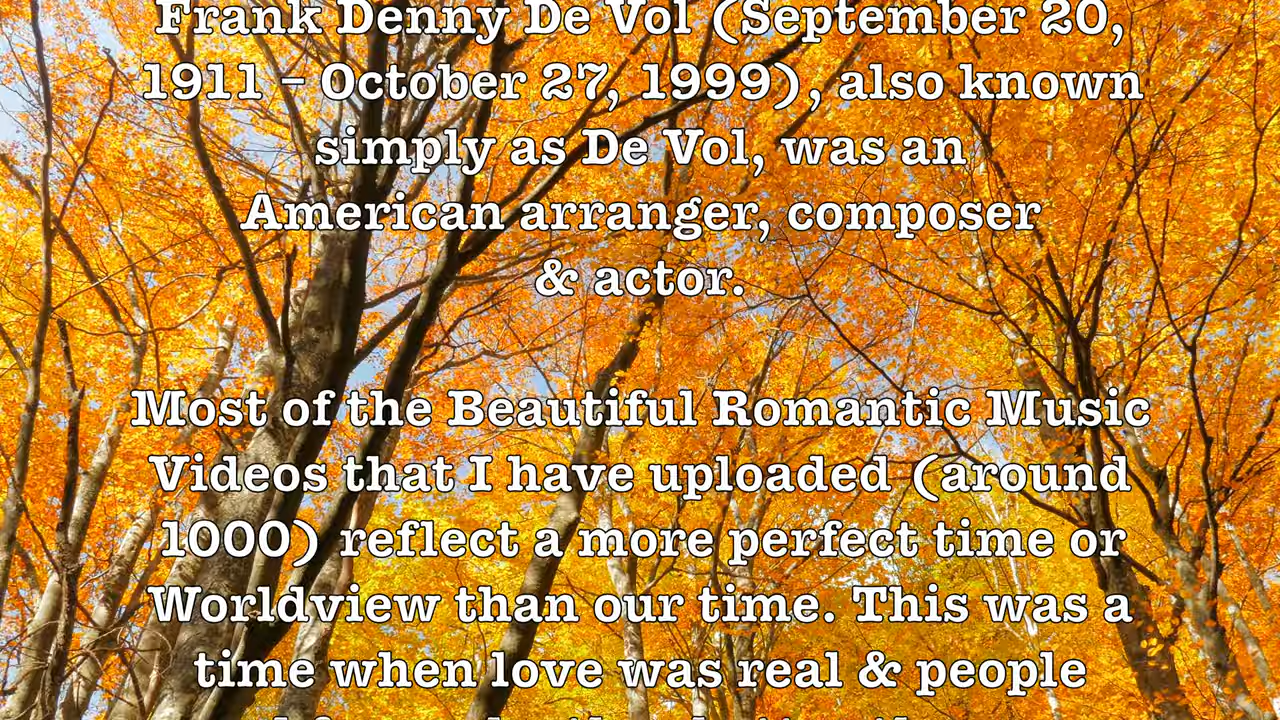 Frank Denny De Vol (September 20,
1911 – October 27, 1999), also known
simply as De Vol, was an
American arranger, composer
& actor.
Most of the Beautiful Romantic Music
Videos that I have uploaded (around
1000) reflect a more perfect time or
Worldview than our time. This was a
time when love was real & people